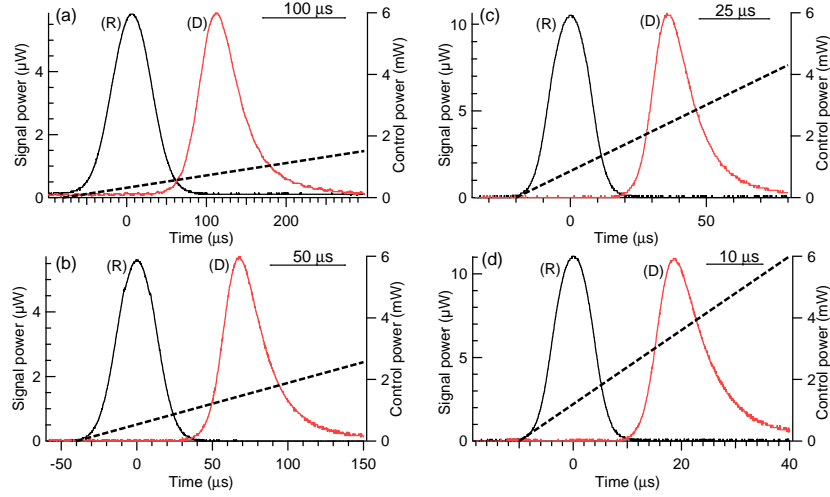 (a)
(R)
(D)
100 µs
Signal power (µW)
4
2
0
0
100
200
Time (µs)
6
4
2
0
Control power (mW)
(c)
(R)
(D)
25 µs
Signal power (µW)
10
5
0
0
50
Time (µs)
6
4
2
0
Control power (mW)
(b)
(R)
(D)
50 µs
Signal power (µW)
4
2
0
-50
0
50
100
150
Time (µs)
6
4
2
0
Control power (mW)
(d)
(R)
(D)
10 µs
Signal power (µW)
10
5
0
0
20
40
Time (µs)
6
4
2
0
Control power (mW)